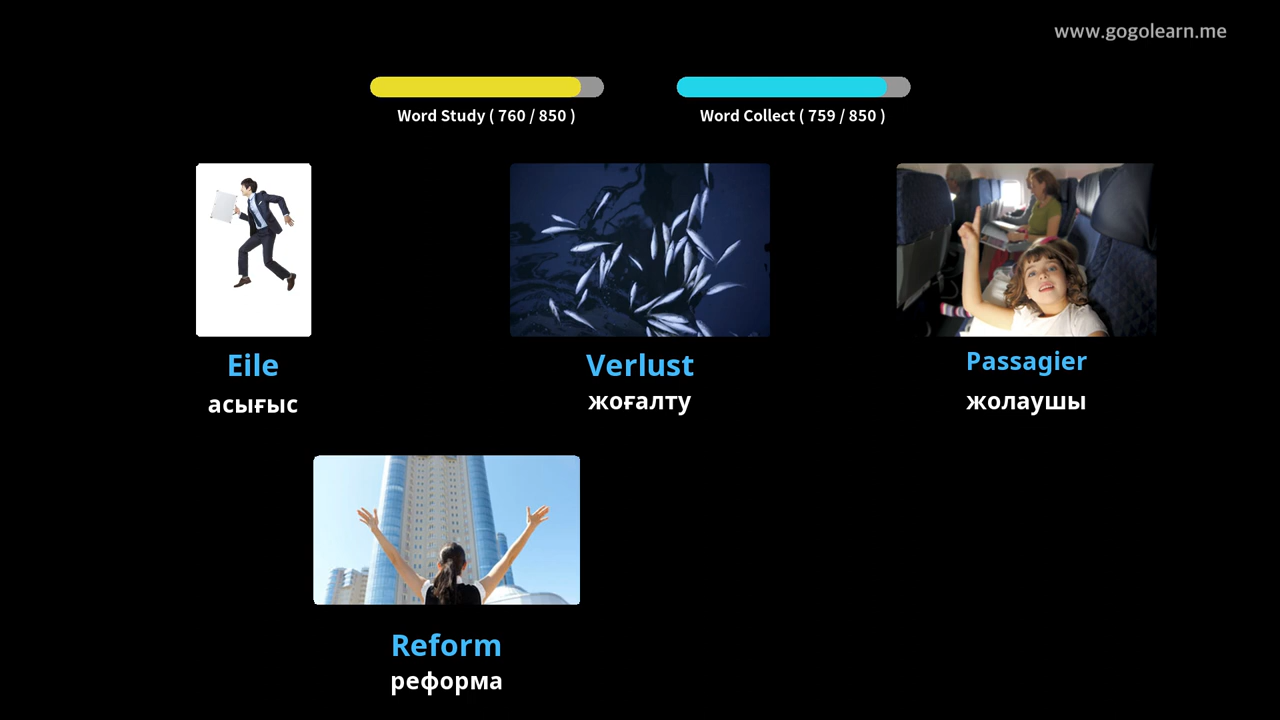 www.gogolearn.me
Word Study ( 760 / 850 )
Word Collect ( 759 / 850 )
Eile
асығыс
Verlust
жоғалту
Passagier
жолаушы
Reform
реформа